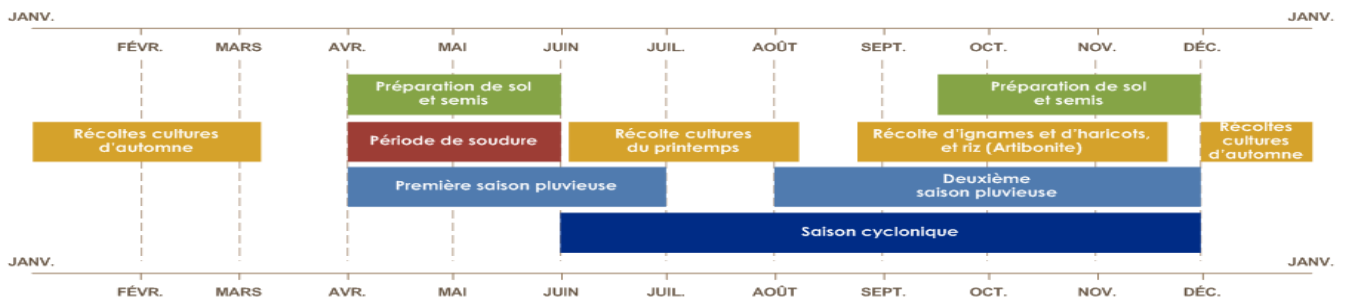 JANV. JANV.
FÉVR. MARS AVR. MAI JUIN JUIL. AOÛT SEPT. OCT. NOV. DÉC.
Préparation de sol
et semis
Préparation de sol
et semis
Récoltes cultures
d'automne
Période de soudure
Récolte cultures
du printemps
Récolte d'ignames et d'haricots,
et riz (Artibonite)
Récoltes
cultures
d'automne
Première saison pluvieuse
Deuxième
saison pluvieuse
Saison cyclonique
JANV. JANV.
FÉVR. MARS AVR. MAI JUIN JUIL. AOÛT SEPT. OCT. NOV. DÉC.